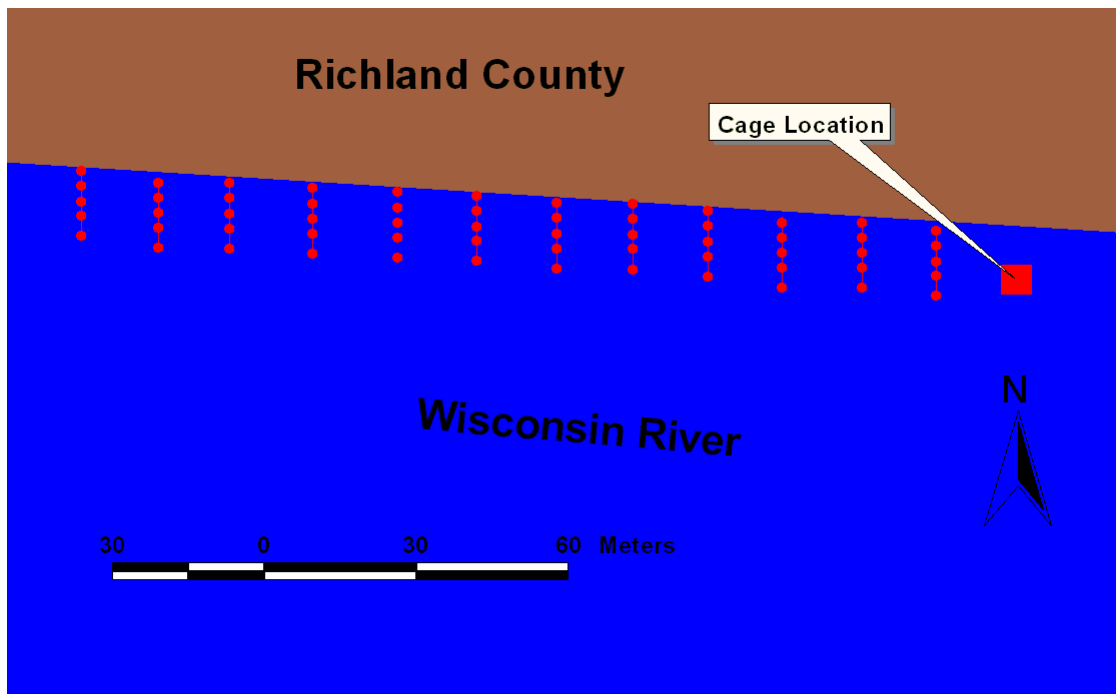 Richland County
Cage Location
N
Wisconsin River
30 0 30 60 Meters